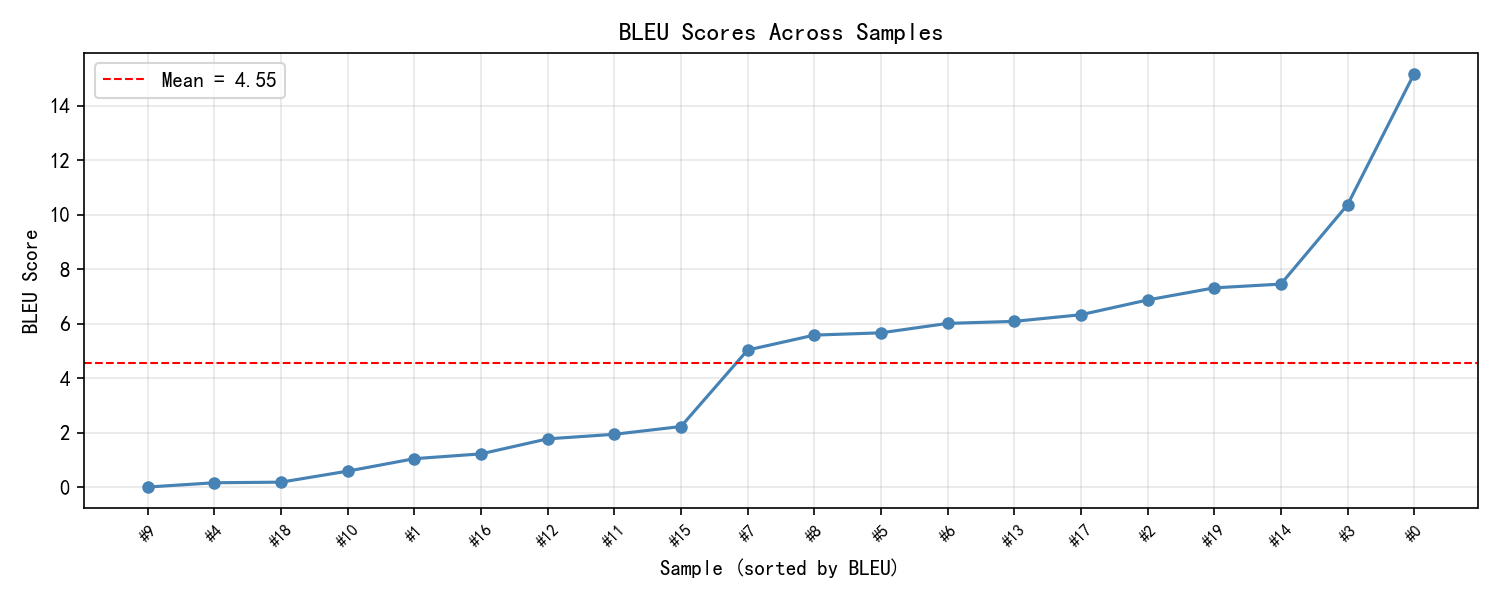 BLEU Scores Across Samples
Mean = 4.55
BLEU Score
14
12
10
8
6
4
2
0
#9 #4 #18 #10 #1 #16 #12 #11 #15 #7 #8 #5 #6 #13 #17 #2 #19 #14 #3 #0
Sample (sorted by BLEU)